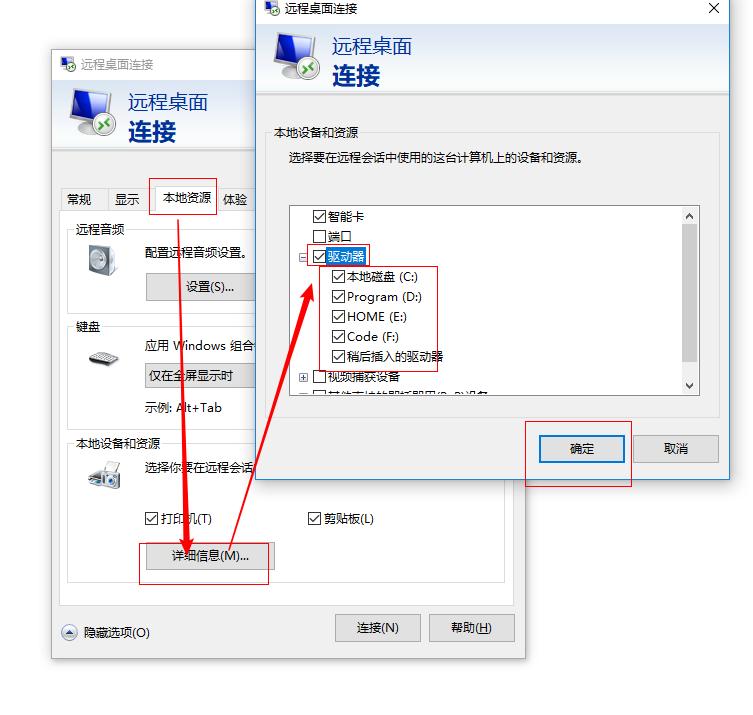 远程桌面连接
远程桌面
连接
常规
显示
本地资源
体验
远程音频
配置远程音频设置。
设置(S)...
键盘
应用 Windows 组合
仅在全屏显示时
示例: Alt+Tab
本地设备和资源
选择你要在远程会话
打印机(T)
剪贴板(L)
详细信息(M)...
隐藏选项(O)
连接(N)
帮助(H)
远程桌面连接
远程桌面
连接
本地设备和资源
选择要在远程会话中使用的这台计算机上的设备和资源。
智能卡
端口
驱动器
本地磁盘 (C:)
Program (D:)
HOME (E:)
Code (F:)
稍后插入的驱动器
视频捕获设备
确定
取消